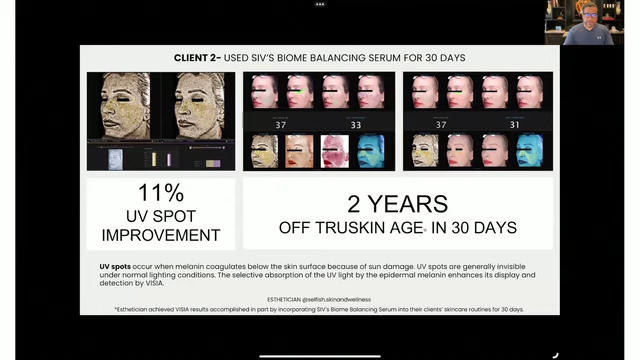 CLIENT 2- USED SIV'S BIOME BALANCING SERUM FOR 30 DAYS
37
33
37
31
11%
UV SPOT
IMPROVEMENT
2 YEARS
OFF TRUSKIN AGE IN 30 DAYS
UV spots occur when melanin coagulates below the skin surface because of sun damage. UV spots are generally invisible
under normal lighting conditions. The selective absorption of the UV light by the epidermal melanin enhances its display and
detection by VISIA.
ESTHETICIAN @selfish.skinandwellness
*Esthetician achieved VISIA results accomplished in part by incorporating SIV's Biome Balancing Serum into their clients' skincare routines for 30 days.